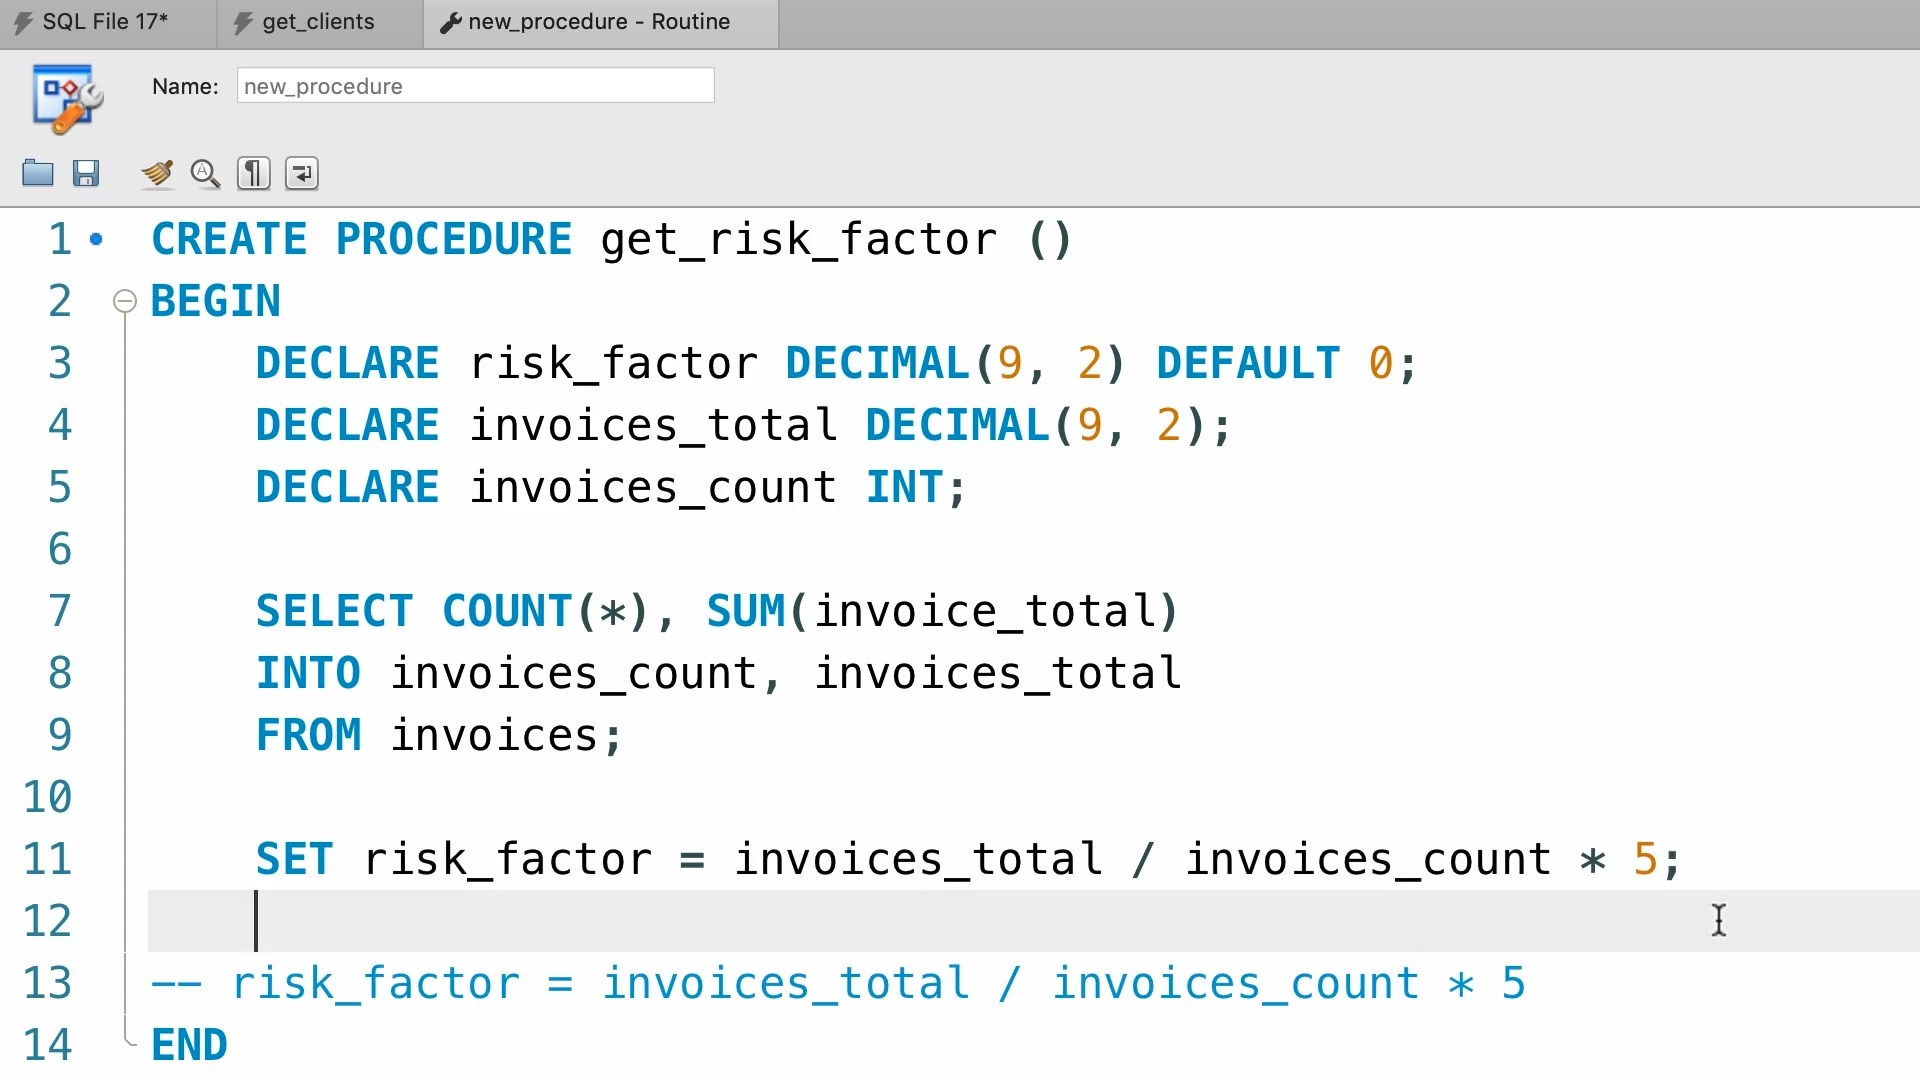 SQL File 17*
get_clients
new_procedure - Routine
Name:
new_procedure
1 CREATE PROCEDURE get_risk_factor ()
2 BEGIN
3 DECLARE risk_factor DECIMAL(9, 2) DEFAULT 0;
4 DECLARE invoices_total DECIMAL(9, 2);
5 DECLARE invoices_count INT;
6
7 SELECT COUNT(*), SUM(invoice_total)
8 INTO invoices_count, invoices_total
9 FROM invoices;
10
11 SET risk_factor = invoices_total / invoices_count * 5;
12
13 -- risk_factor = invoices_total / invoices_count * 5
14 END